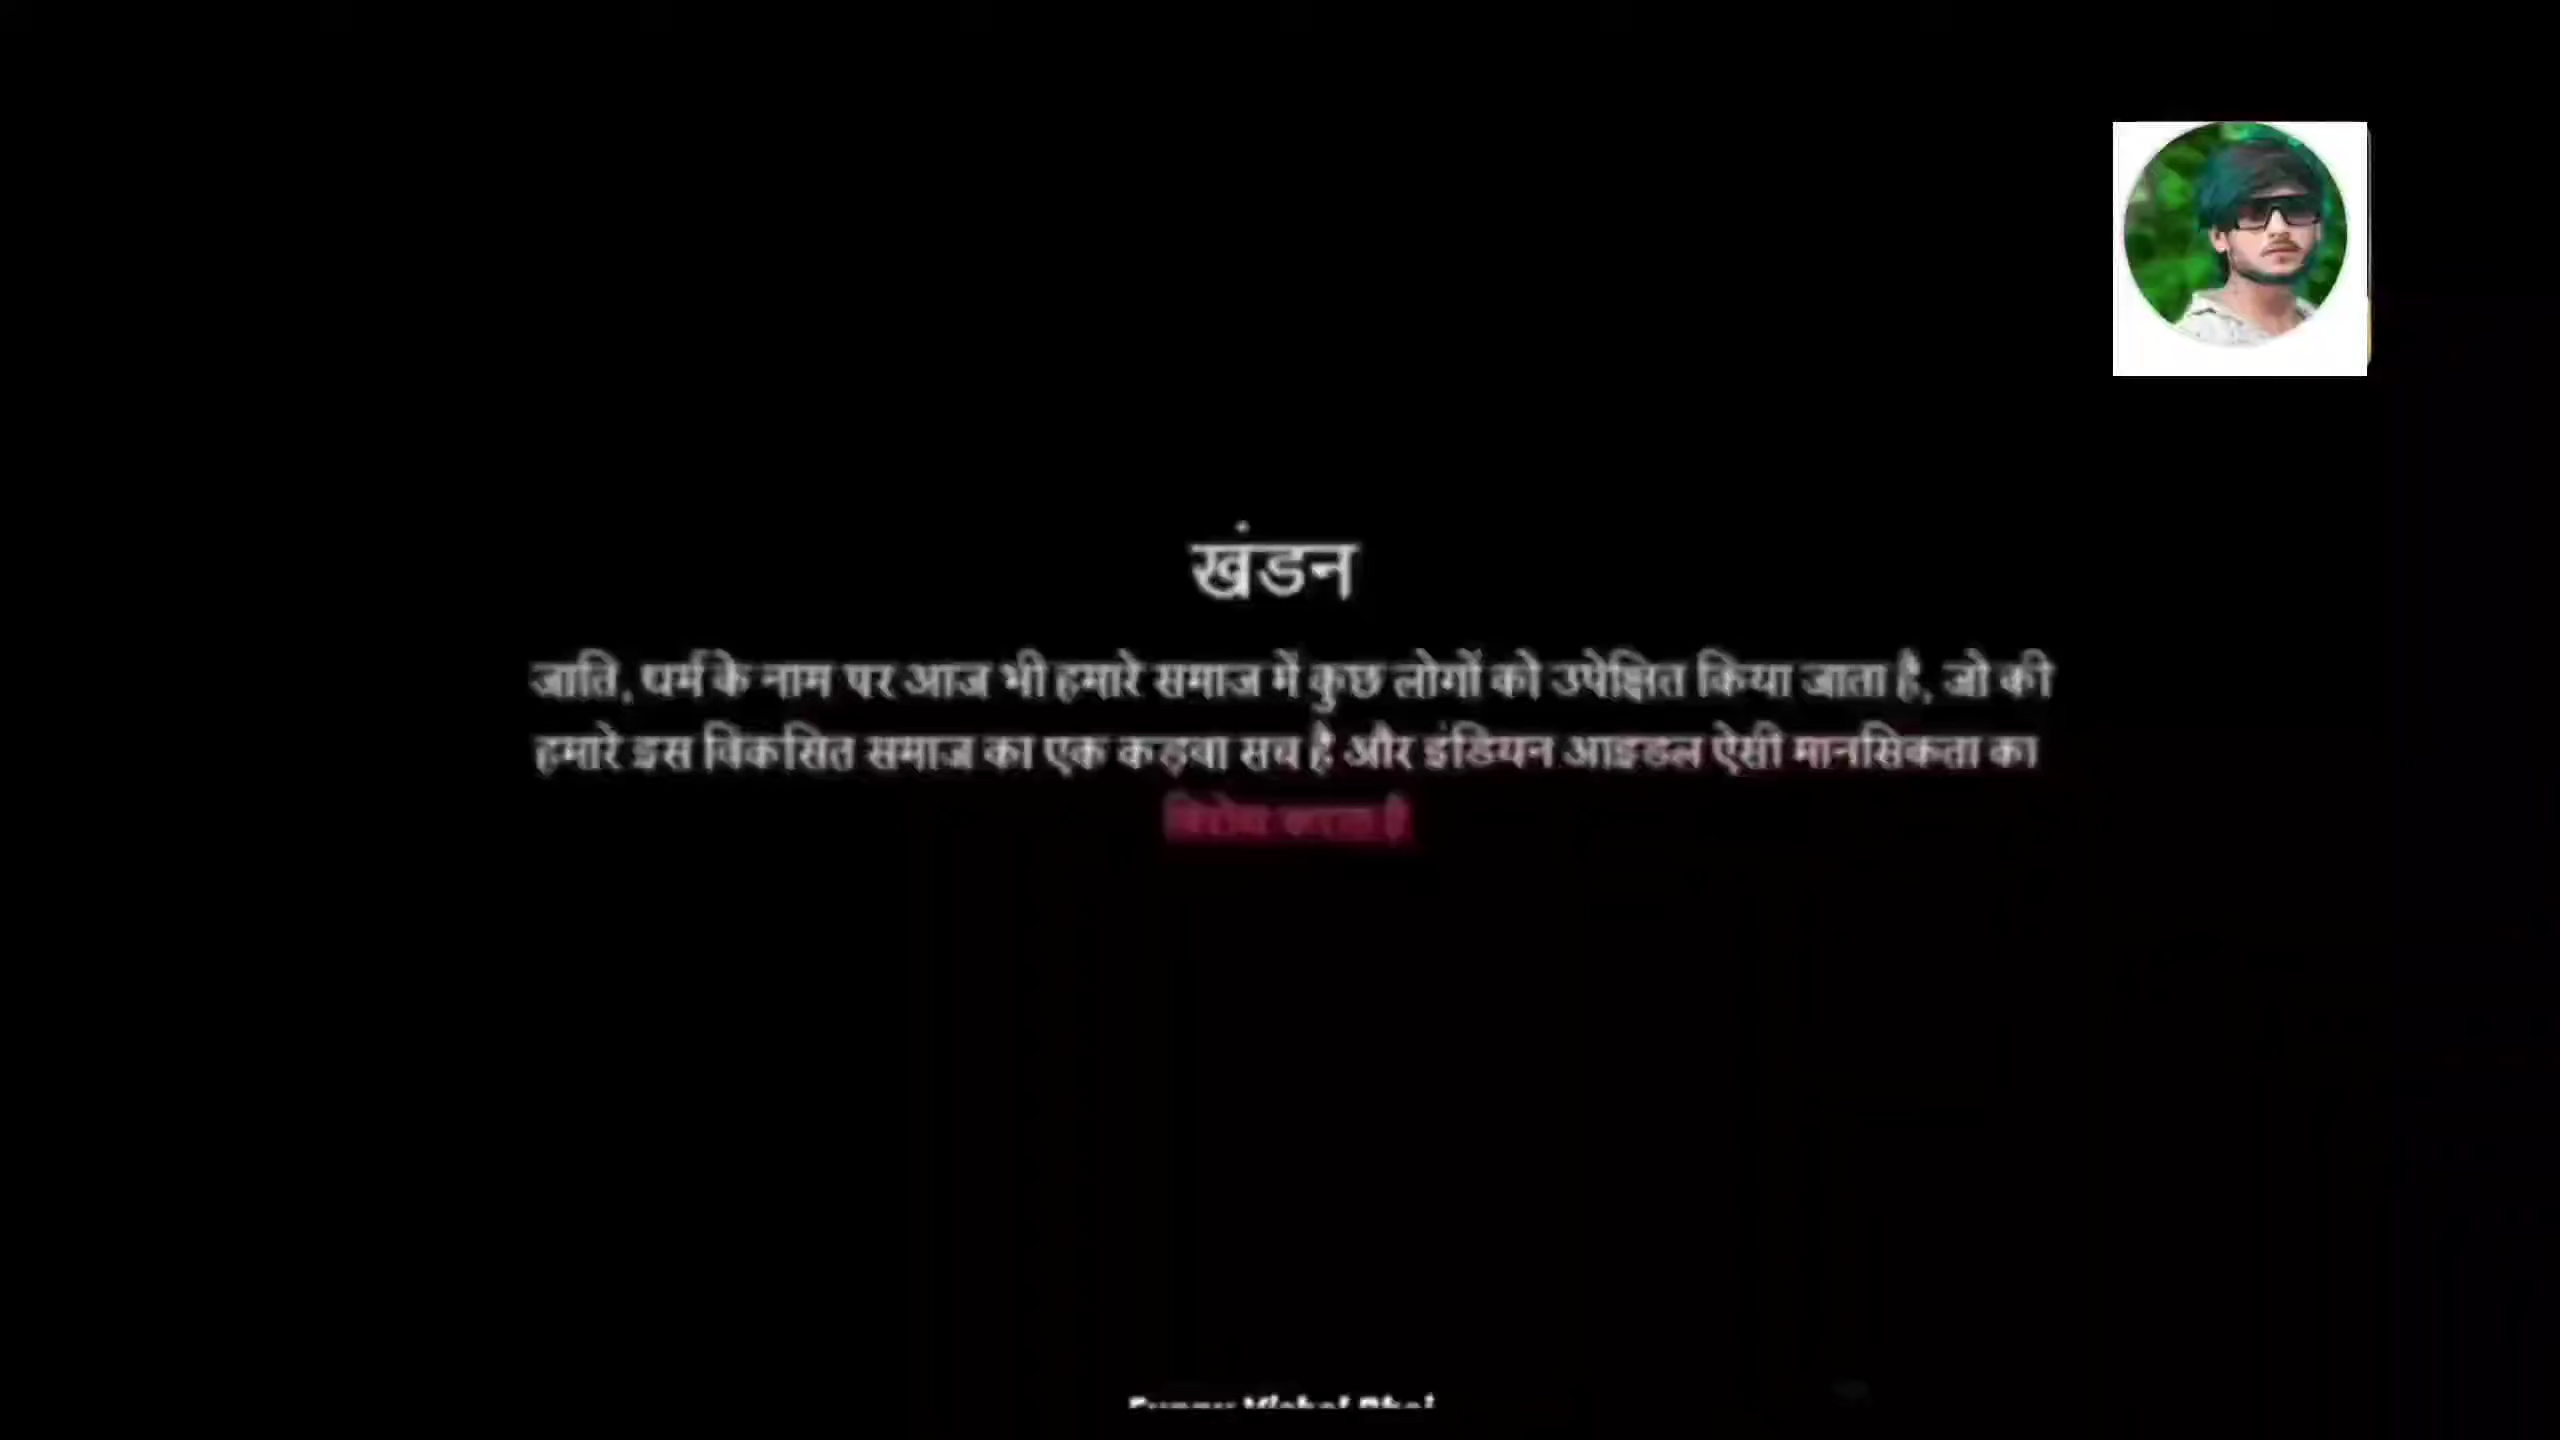 खंडन
जाति, धर्म के नाम पर आज भी हमारे समाज में कुछ लोगों को उपेक्षित किया जाता है, जो की
हमारे इस विकसित समाज का एक कड़वा सच है और इंडियन आइडल ऐसी मानसिकता का
विरोध करता है